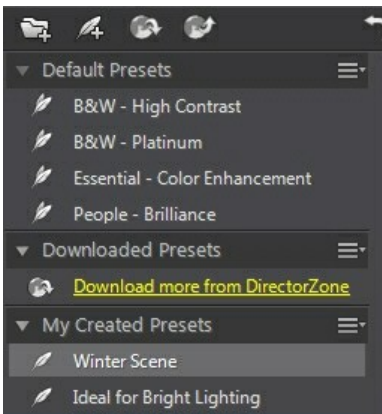 Default Presets
B&W - High Contrast
B&W - Platinum
Essential - Color Enhancement
People - Brilliance
Downloaded Presets
Download more from DirectorZone
My Created Presets
Winter Scene
Ideal for Bright Lighting